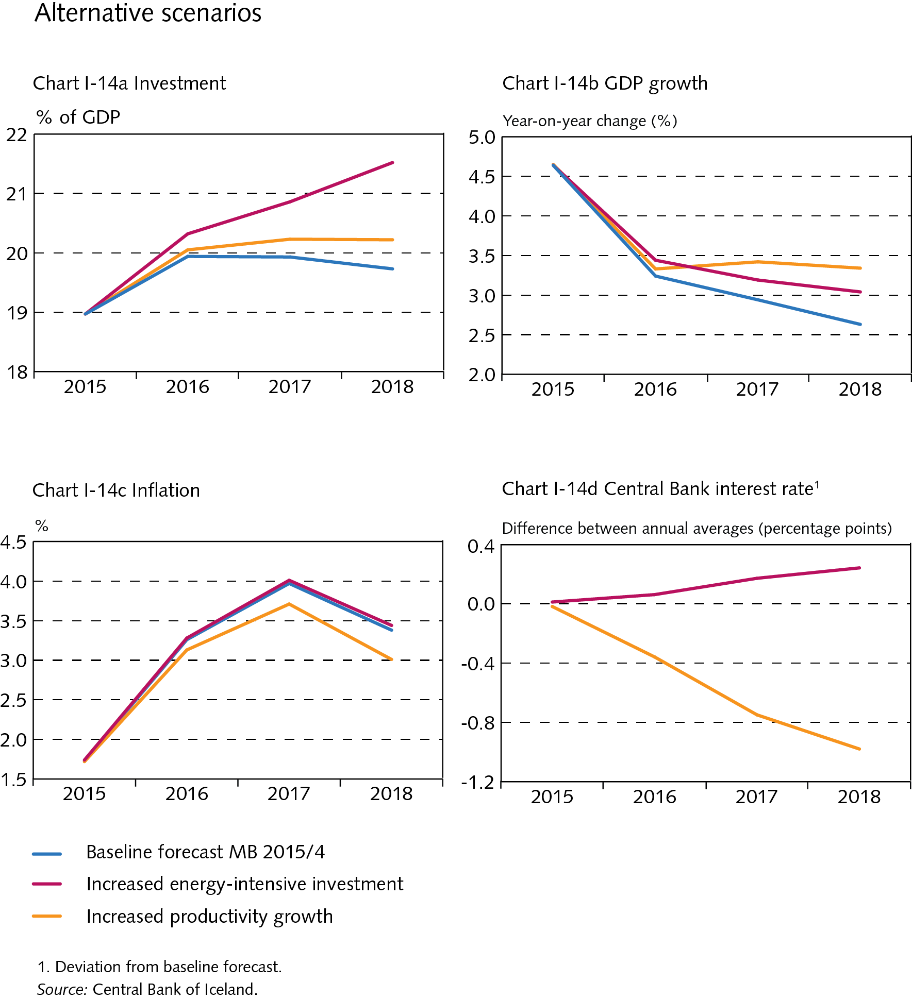 Alternative scenarios
Chart I-14a Investment
% of GDP
22
21
20
19
18
2015 2016 2017 2018
Chart I-14b GDP growth
Year-on-year change (%)
5.0
4.5
4.0
3.5
3.0
2.5
2.0
2015 2016 2017 2018
Chart I-14c Inflation
%
4.5
4.0
3.5
3.0
2.5
2.0
1.5
2015 2016 2017 2018
Chart I-14d Central Bank interest rate¹
Difference between annual averages (percentage points)
0.4
0.0
-0.4
-0.8
-1.2
2015 2016 2017 2018
Baseline forecast MB 2015/4
Increased energy-intensive investment
Increased productivity growth
1. Deviation from baseline forecast.
Source: Central Bank of Iceland.